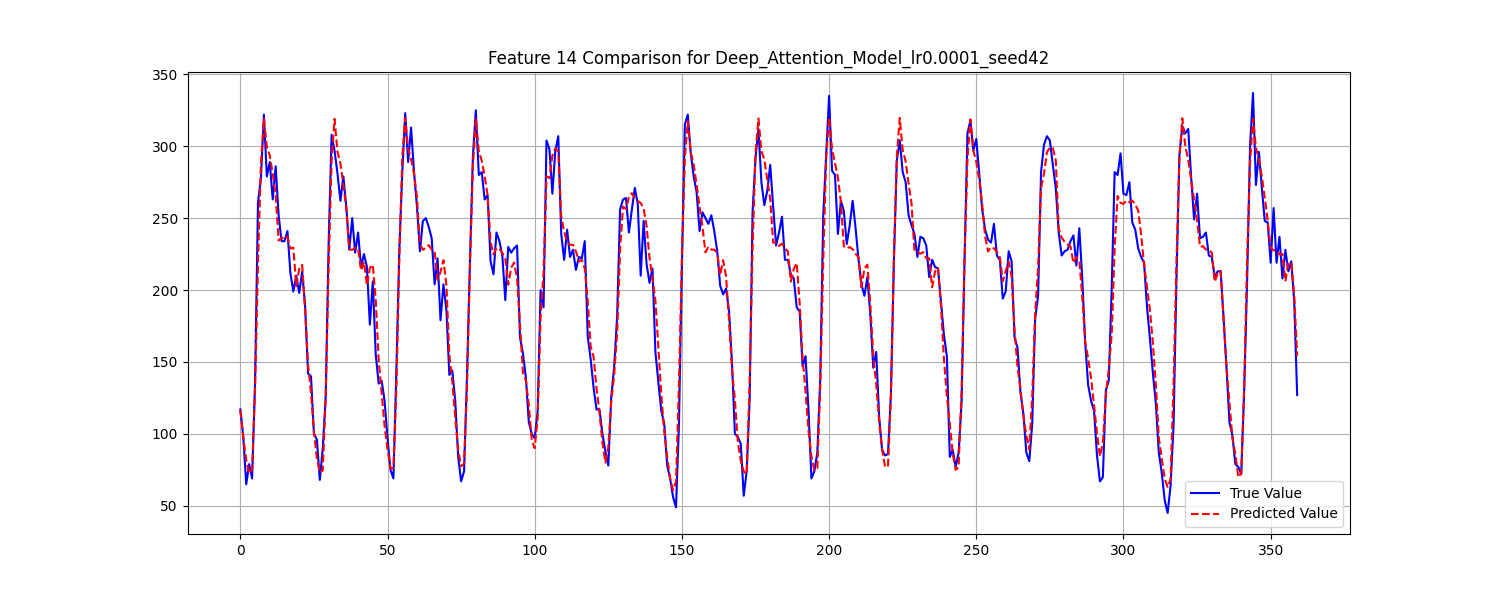 Feature 14 Comparison for Deep_Attention_Model_lr0.0001_seed42
350
300
250
200
150
100
50
0 50 100 150 200 250 300 350
True Value
Predicted Value